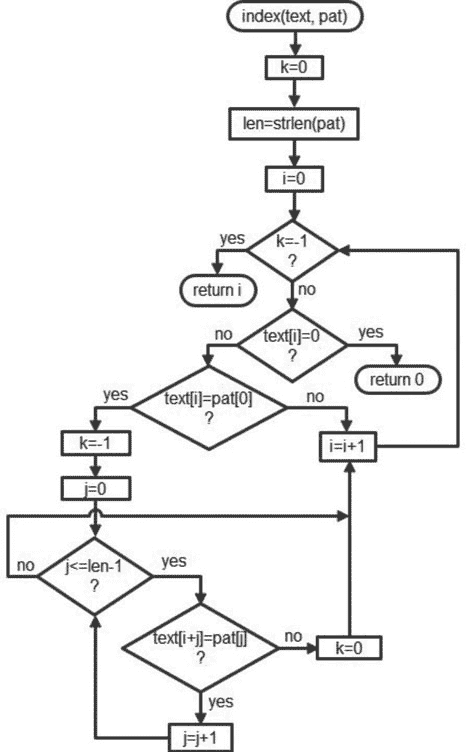 index(text, pat)
k=0
len=strlen(pat)
i=0
k=-1
?
yes
no
return i
text[i]=0
?
no
yes
return 0
text[i]=pat[0]
?
yes
no
k=-1
i=i+1
j=0
j<=len-1
?
no
yes
text[i+j]=pat[j]
?
no
k=0
yes
j=j+1